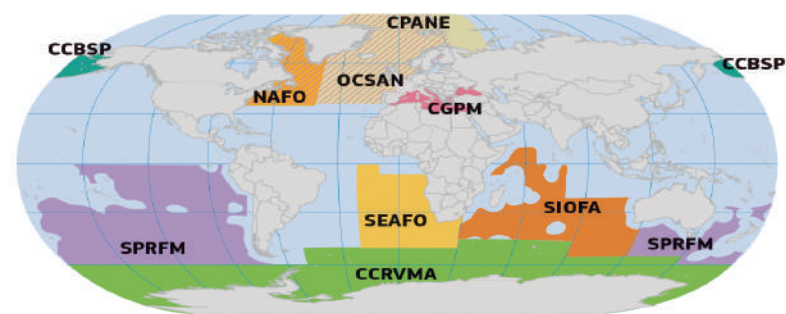 CPANE
CCBSP
CCBSP
OCSAN
NAFO
CGPM
SEAFO
SIOFA
SPRFM
SPRFM
CCRVMA